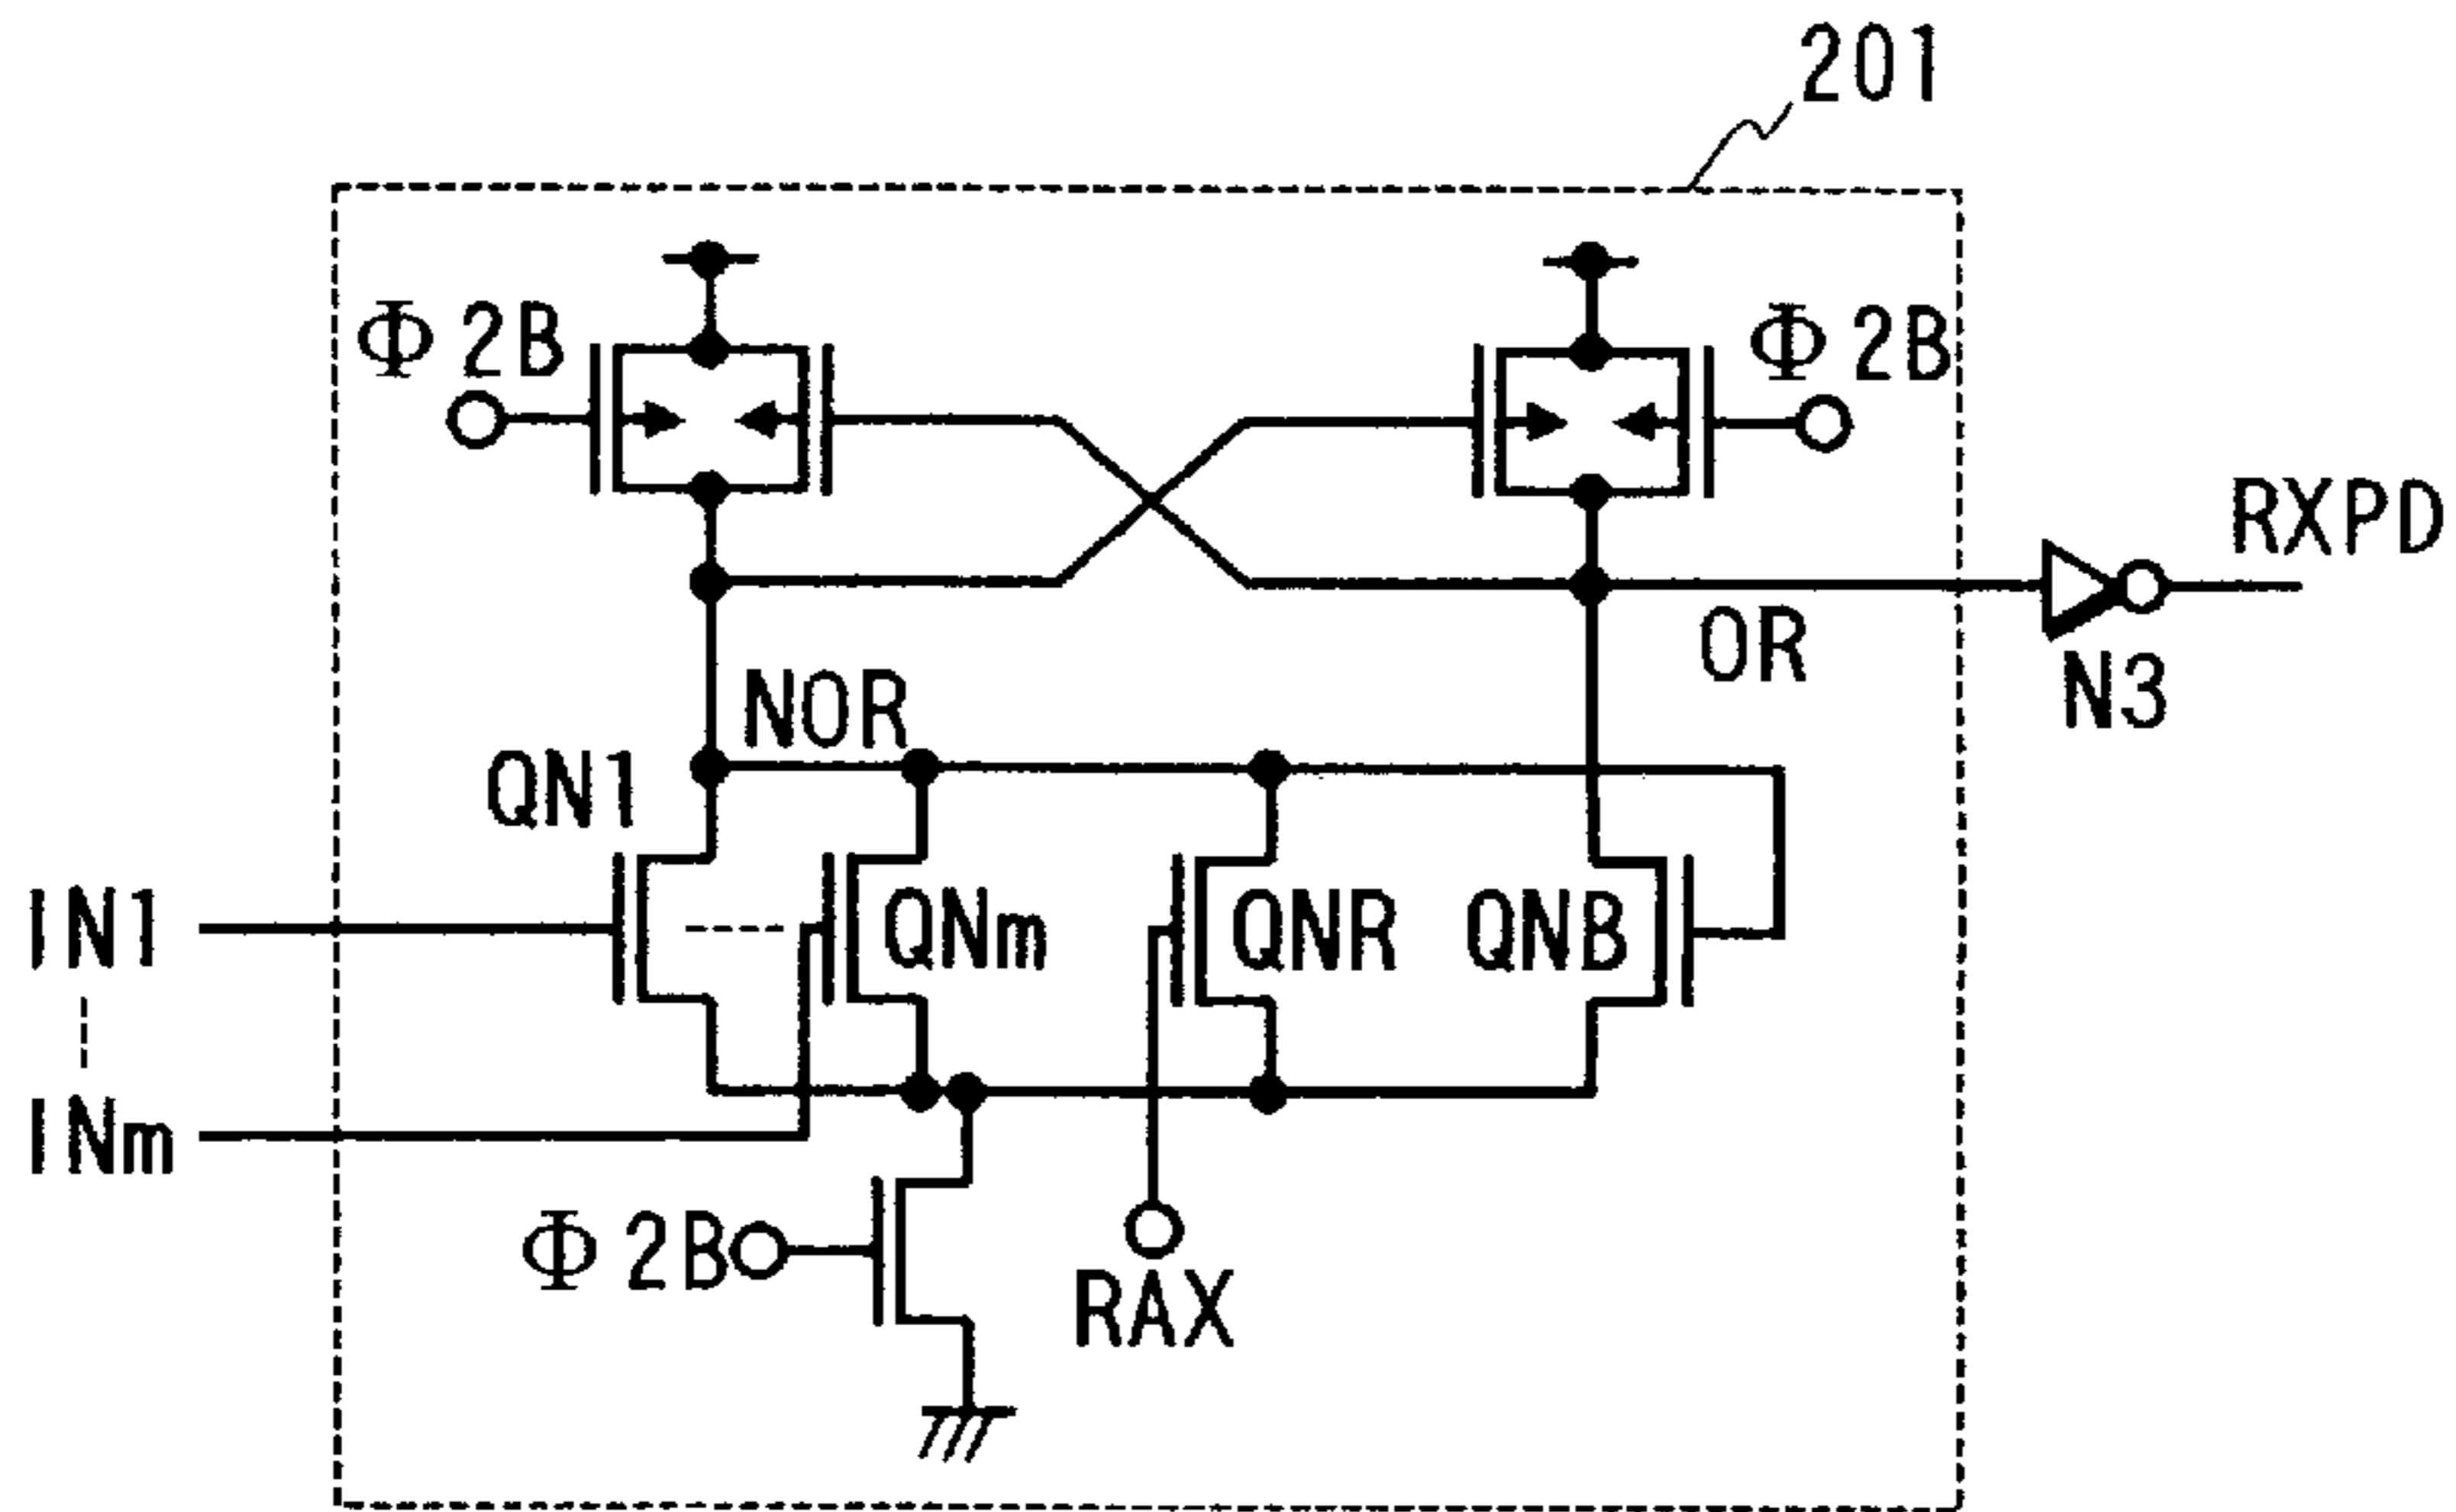 201
Φ2B
Φ2B
RXPD
OR
N3
NOR
QN1
IN1
QNm
QNR
QNB
INm
Φ2B
RAX